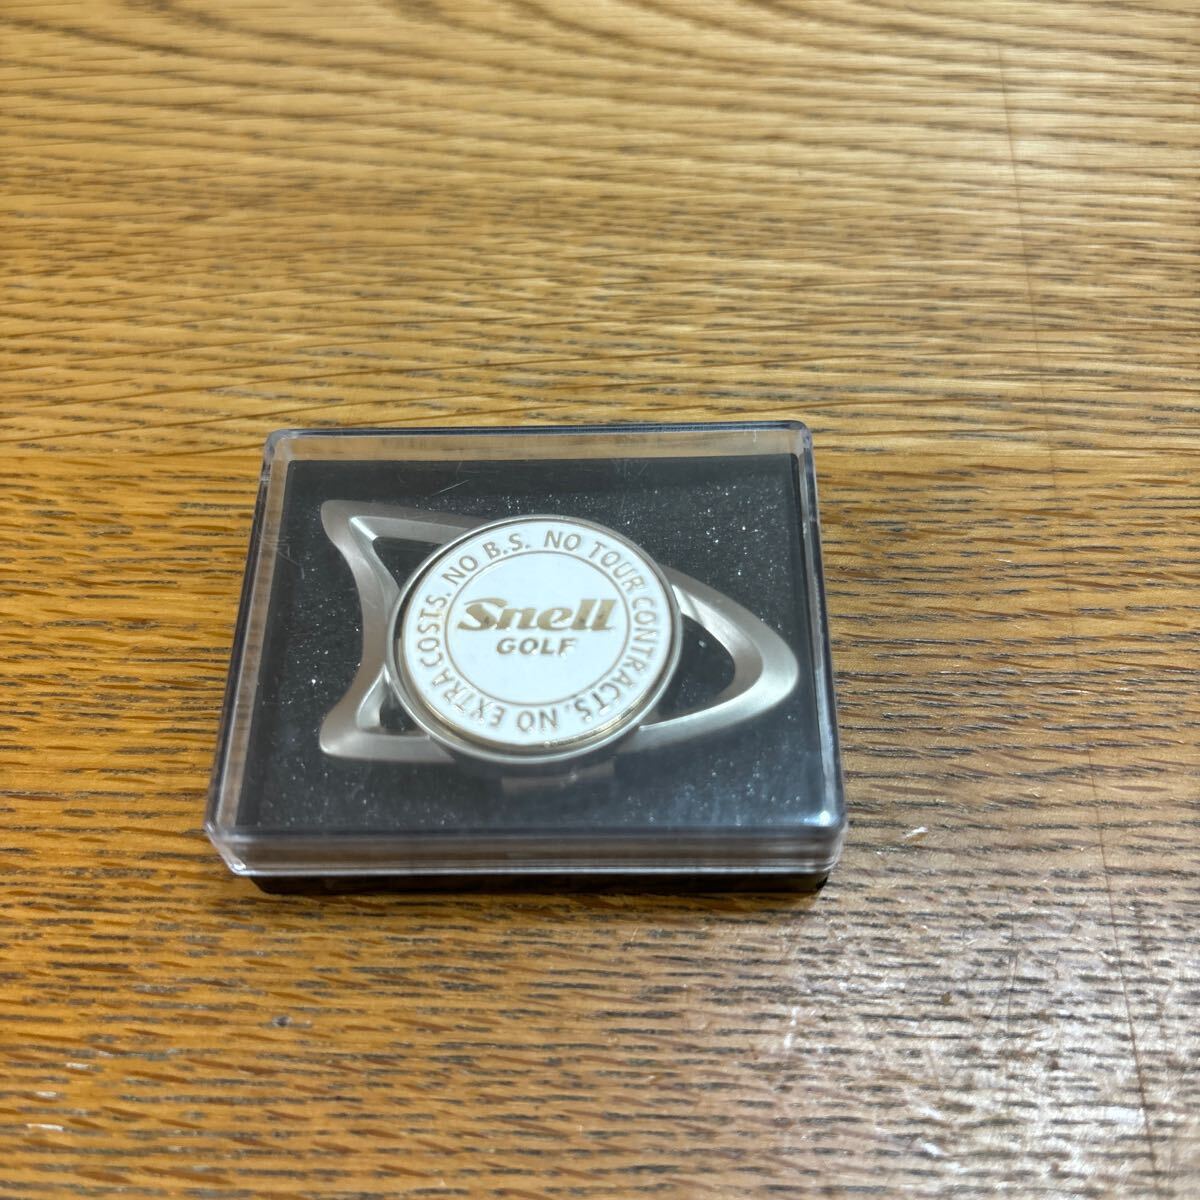 NO B.S. NO TOUR CONTRACTS. NO EXTRA COSTS.
Snell
GOLF